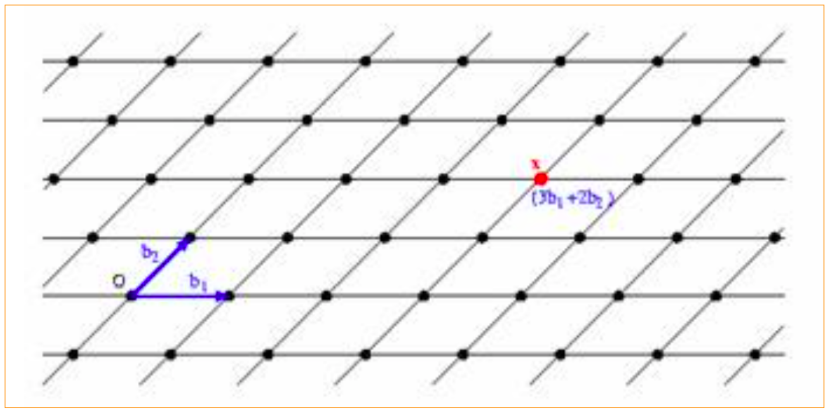 x
(3b₁+2b₂)
b₂
O
b₁